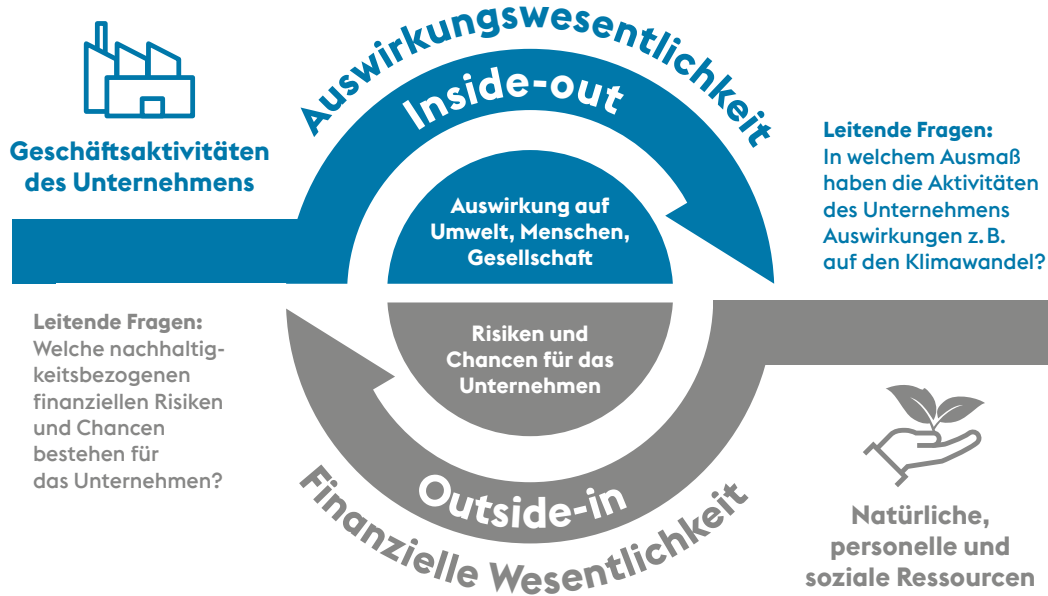 Auswirkungswesentlichkeit
Inside-out
Geschäftsaktivitäten
des Unternehmens
Auswirkung auf
Umwelt, Menschen,
Gesellschaft
Leitende Fragen:
In welchem Ausmaß
haben die Aktivitäten
des Unternehmens
Auswirkungen z. B.
auf den Klimawandel?
Leitende Fragen:
Welche nachhaltig-
keitsbezogenen
finanziellen Risiken
und Chancen
bestehen für
das Unternehmen?
Risiken und
Chancen für das
Unternehmen
Outside-in
Finanzielle Wesentlichkeit
Natürliche,
personelle und
soziale Ressourcen